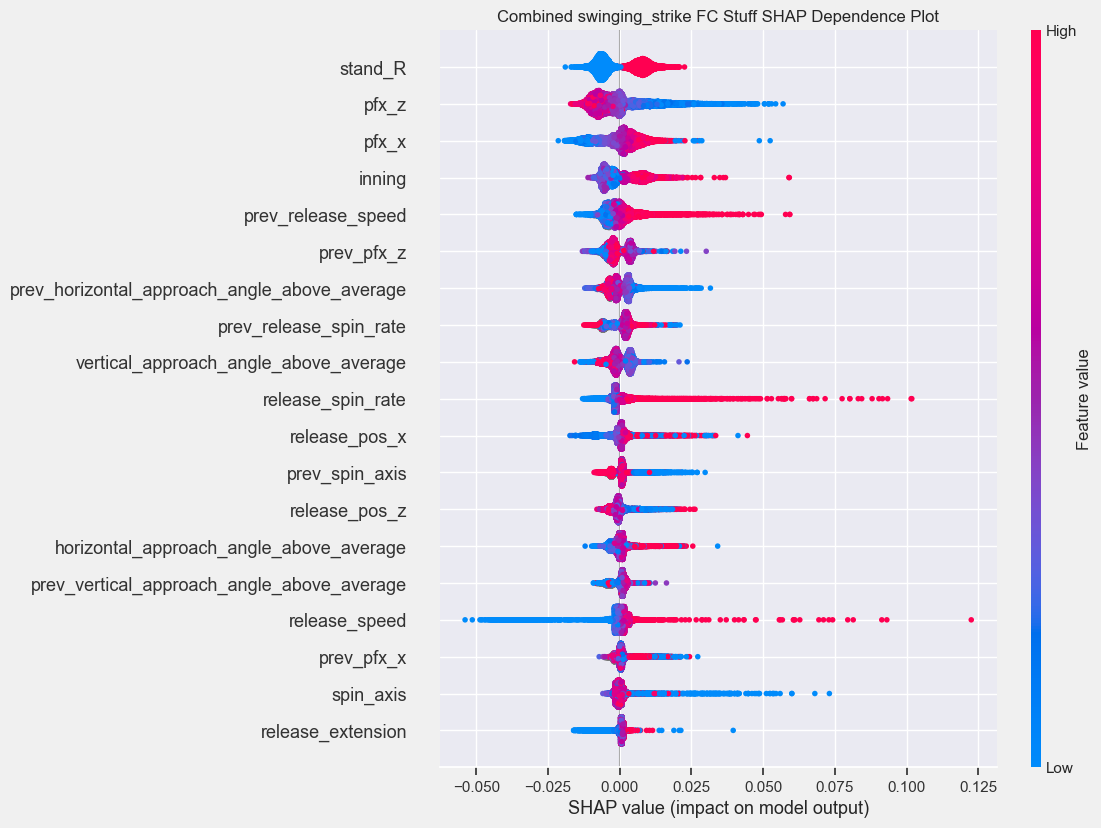 Combined swinging_strike FC Stuff SHAP Dependence Plot
High
stand_R
pfx_z
pfx_x
inning
prev_release_speed
prev_pfx_z
prev_horizontal_approach_angle_above_average
prev_release_spin_rate
vertical_approach_angle_above_average
release_spin_rate
release_pos_x
prev_spin_axis
release_pos_z
horizontal_approach_angle_above_average
prev_vertical_approach_angle_above_average
release_speed
prev_pfx_x
spin_axis
release_extension
Feature value
Low
−0.050 −0.025 0.000 0.025 0.050 0.075 0.100 0.125
SHAP value (impact on model output)